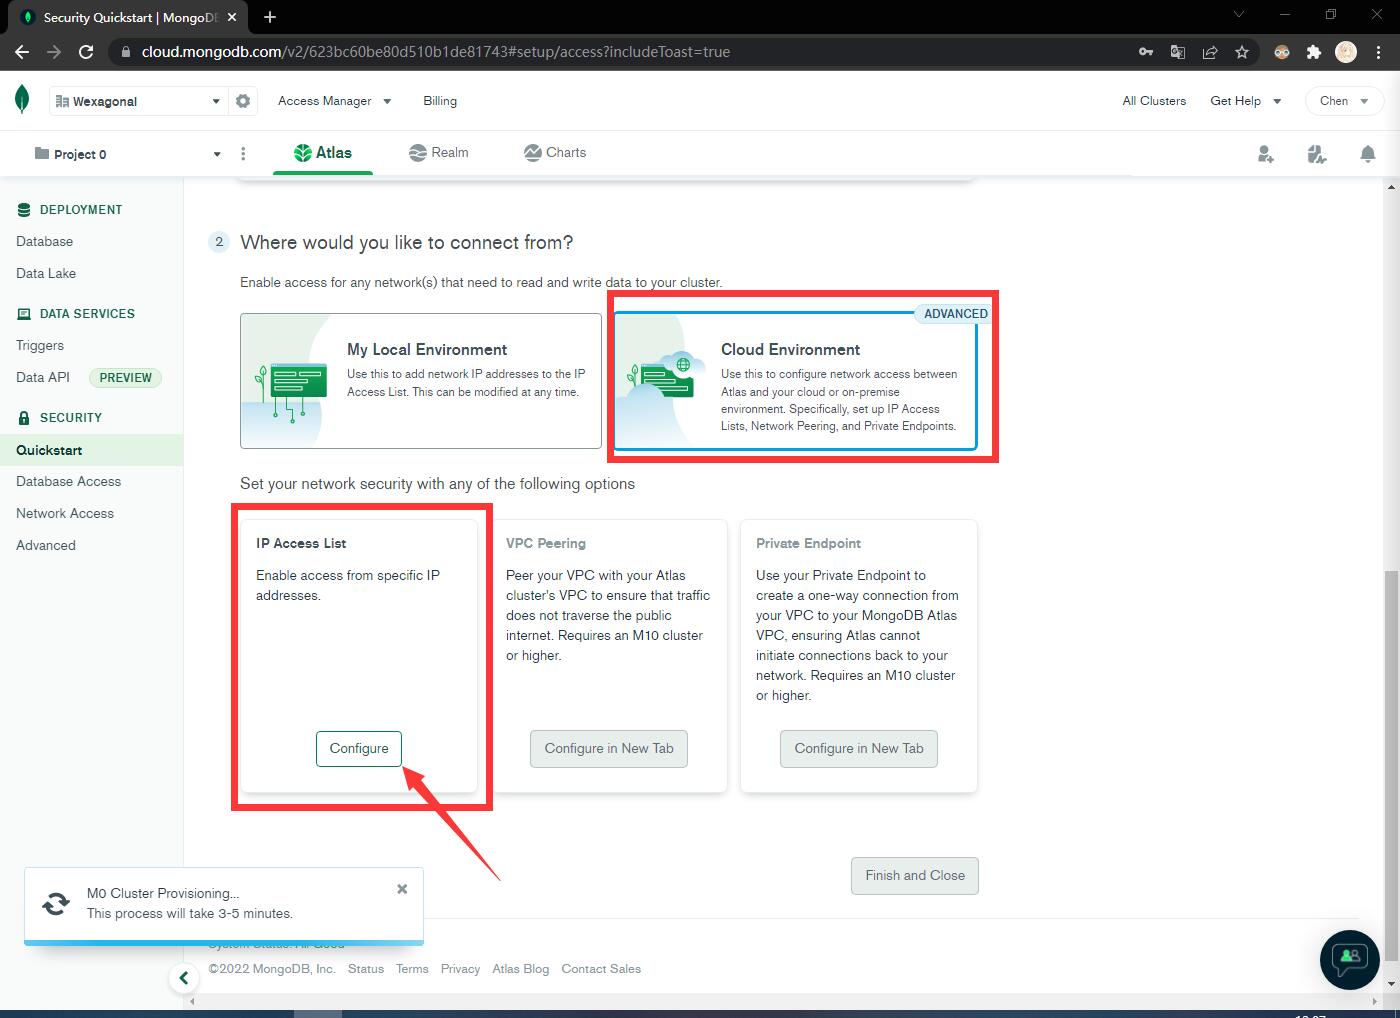 Security Quickstart | MongoDB
cloud.mongodb.com/v2/623bc60be80d510b1de81743#setup/access?includeToast=true
Wexagonal
Access Manager
Billing
All Clusters
Get Help
Chen
Project 0
Atlas
Realm
Charts
DEPLOYMENT
Database
Data Lake
DATA SERVICES
Triggers
Data API
PREVIEW
SECURITY
Quickstart
Database Access
Network Access
Advanced
2
Where would you like to connect from?
Enable access for any network(s) that need to read and write data to your cluster.
My Local Environment
Use this to add network IP addresses to the IP
Access List. This can be modified at any time.
ADVANCED
Cloud Environment
Use this to configure network access between
Atlas and your cloud or on-premise
environment. Specifically, set up IP Access
Lists, Network Peering, and Private Endpoints.
Set your network security with any of the following options
IP Access List
Enable access from specific IP
addresses.
Configure
VPC Peering
Peer your VPC with your Atlas
cluster's VPC to ensure that traffic
does not traverse the public
internet. Requires an M10 cluster
or higher.
Configure in New Tab
Private Endpoint
Use your Private Endpoint to
create a one-way connection from
your VPC to your MongoDB Atlas
VPC, ensuring Atlas cannot
initiate connections back to your
network. Requires an M10 cluster
or higher.
Configure in New Tab
Finish and Close
M0 Cluster Provisioning...
This process will take 3-5 minutes.
System Status: All Good
©2022 MongoDB, Inc.
Status
Terms
Privacy
Atlas Blog
Contact Sales